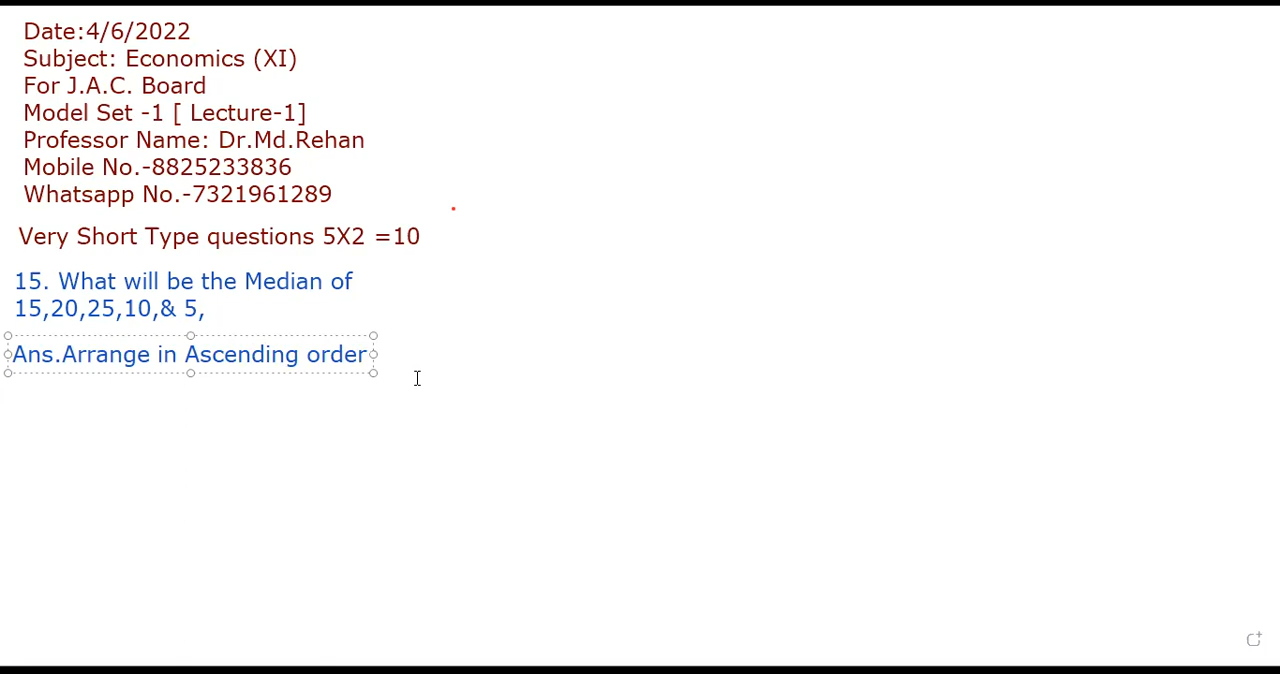 Date:4/6/2022
Subject: Economics (XI)
For J.A.C. Board
Model Set -1 [ Lecture-1]
Professor Name: Dr.Md.Rehan
Mobile No.-8825233836
Whatsapp No.-7321961289
Very Short Type questions 5X2 =10
15. What will be the Median of
15,20,25,10,& 5,
Ans.Arrange in Ascending order